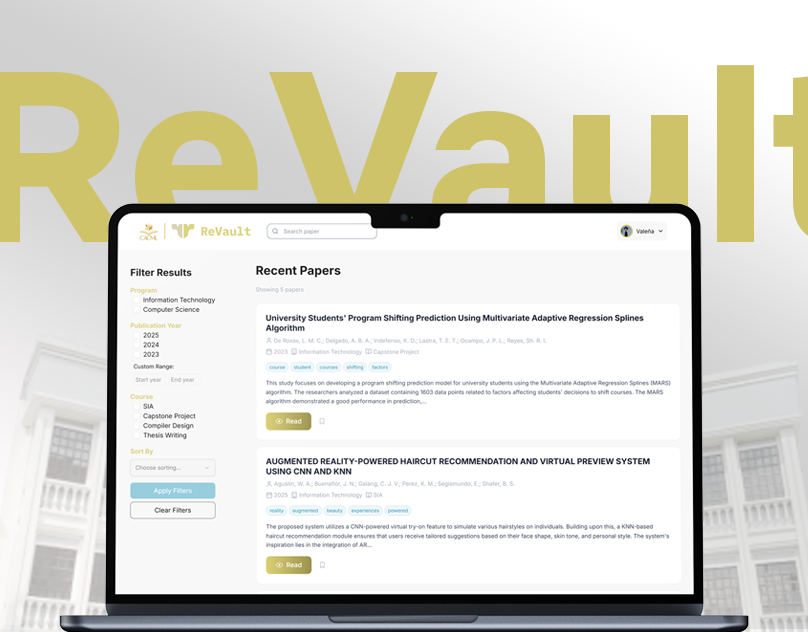 ReVault
ReVault
Search paper
Valeña
Filter Results
Program
Information Technology
Computer Science
Publication Year
2025
2024
2023
Custom Range:
Start year
End year
Course
SIA
Capstone Project
Compiler Design
Thesis Writing
Sort By
Choose sorting...
Apply Filters
Clear Filters
Recent Papers
Showing 5 papers
University Students' Program Shifting Prediction Using Multivariate Adaptive Regression Splines
Algorithm
De Roxas, L. M. C.; Delgado, A. B. A.; Indefenso, K. D.; Lastra, T. E. T.; Ocampo, J. P. L.; Reyes, Sh. R. L
2023 Information Technology Capstone Project
course student courses shifting factors
This study focuses on developing a program shifting prediction model for university students using the Multivariate Adaptive Regression Splines (MARS)
algorithm. The researchers analyzed a dataset containing 1603 data points related to factors affecting students' decisions to shift courses. The MARS
algorithm demonstrated a good performance in prediction,...
Read
AUGMENTED REALITY-POWERED HAIRCUT RECOMMENDATION AND VIRTUAL PREVIEW SYSTEM
USING CNN AND KNN
Agustin, W. A.; Buenaflor, J. N.; Galang, C. J. V.; Perez, K. M.; Segismundo, E.; Shafer, B. S.
2025 Information Technology SIA
reality augmented beauty experiences powered
The proposed system utilizes a CNN-powered virtual try-on feature to simulate various hairstyles on individuals. Building upon this, a KNN-based
haircut recommendation module ensures that users receive tailored suggestions based on their face shape, skin tone, and personal style. The system's
inspiration lies in the integration of AR...
Read